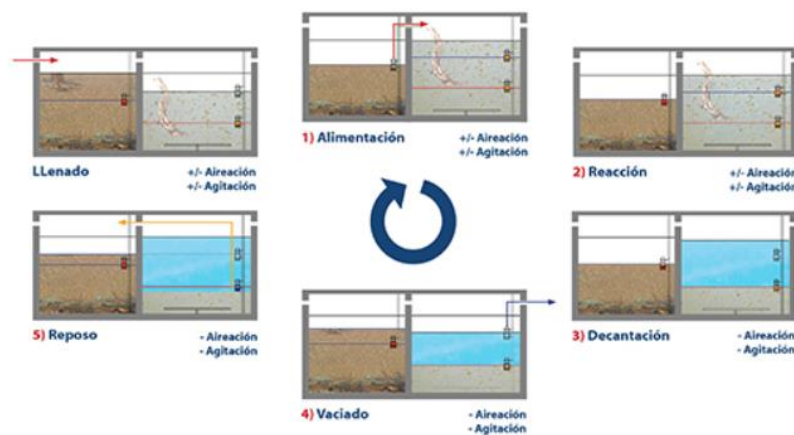 LLenado
+/- Aireación
+/- Agitación
1) Alimentación
+/- Aireación
+/- Agitación
2) Reacción
+/- Aireación
+/- Agitación
3) Decantación
- Aireación
- Agitación
4) Vaciado
- Aireación
- Agitación
5) Reposo
- Aireación
- Agitación